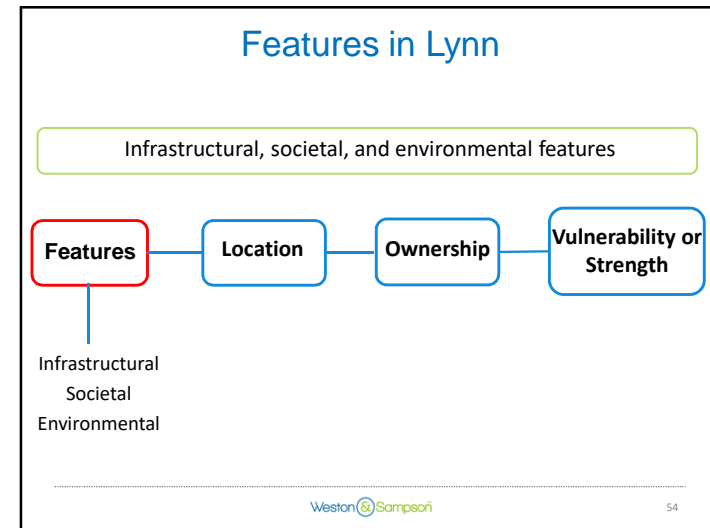 Features in Lynn
Infrastructural, societal, and environmental features
Features
Location
Ownership
Vulnerability or
Strength
Infrastructural
Societal
Environmental
Weston & Sampson
54